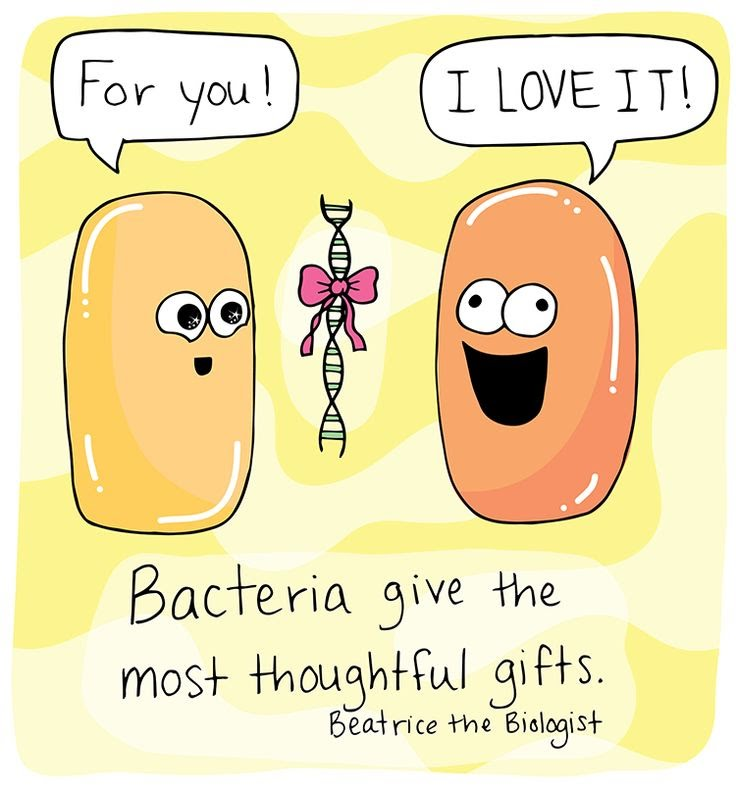 For you!
I LOVE IT!
Bacteria give the
most thoughtful gifts.
Beatrice the Biologist